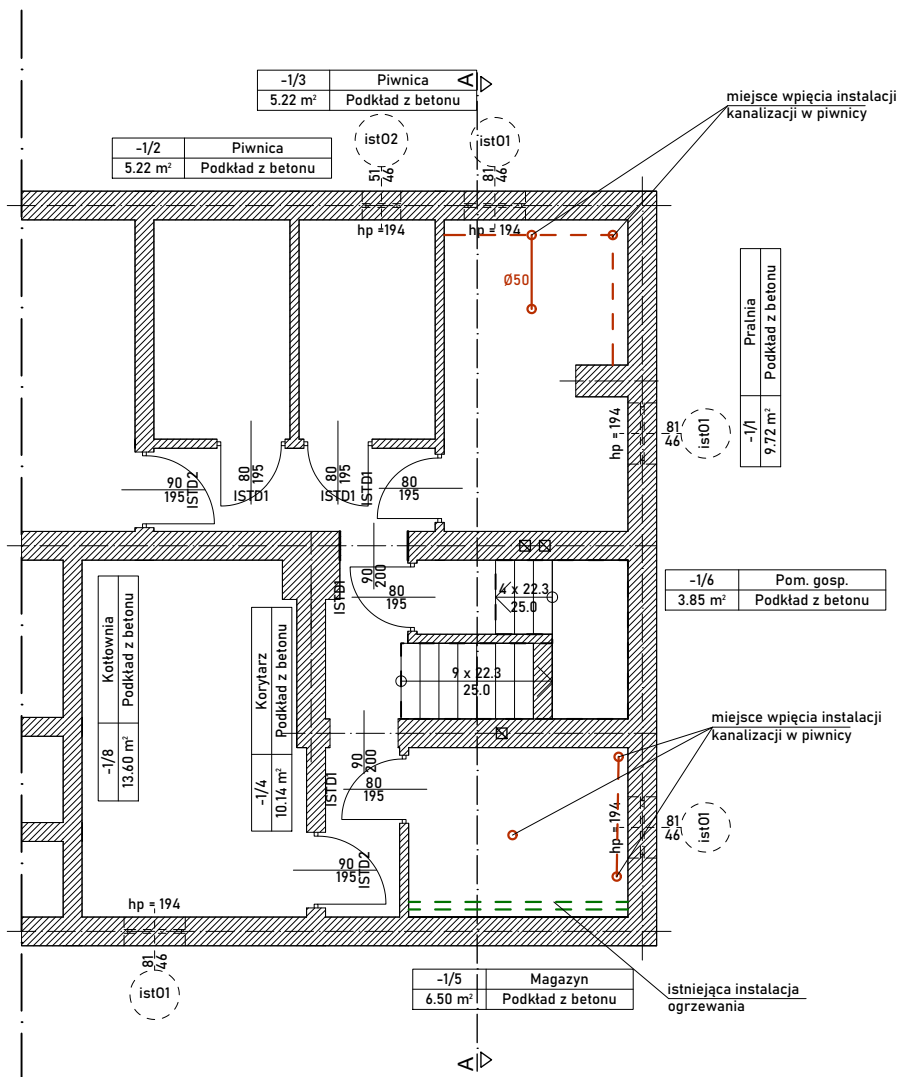 -1/3 Piwnica
5.22 m² Podkład z betonu
A
miejsce wpięcia instalacji
kanalizacji w piwnicy
-1/2 Piwnica
5.22 m² Podkład z betonu
ist02
ist01
51
46
81
46
hp =194
hp = 194
Ø50
-1/1 Pralnia
9.72 m² Podkład z betonu
hp = 194
81
46
ist01
90
195
ISTD2
80
195
ISTD1
80
195
ISTD1
ISTD1
80
195
90
200
ISTD1
80
195
4 x 22.3
25.0
-1/6 Pom. gosp.
3.85 m² Podkład z betonu
-1/8 Kotłownia
13.60 m² Podkład z betonu
-1/4 Korytarz
10.14 m² Podkład z betonu
9 x 22.3
25.0
miejsce wpięcia instalacji
kanalizacji w piwnicy
90
200
ISTD1
80
195
hp = 194
81
46
ist01
90
195
ISTD2
hp = 194
81
46
ist01
-1/5 Magazyn
6.50 m² Podkład z betonu
istniejąca instalacja
ogrzewania
A